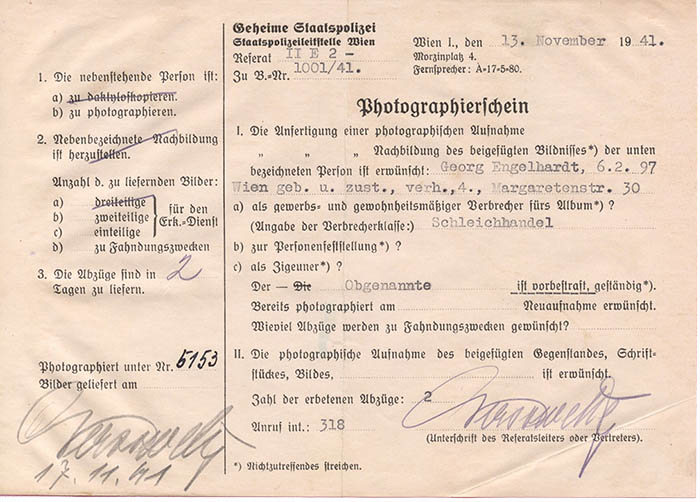 Geheime Staatspolizei
Staatspolizeileitstelle Wien
Referat II E 2 –
Zu B.=Nr. 1001/41.
Wien I., den 13. November 1941.
Morzinplatz 4.
Fernsprecher: A=17=5=80.
1. Die nebenstehende Person ist:
a) zu daktyloskopieren.
b) zu photographieren.
2. Nebenbezeichnete Nachbildung
ist herzustellen.
Anzahl d. zu liefernden Bilder:
a) dreiteilige
b) zweiteilige
c) einteilige
für den
Erk.=Dienst
d) zu Fahndungszwecken
3. Die Abzüge sind in 2
Tagen zu liefern.
Photographiert unter Nr. 5153
Bilder geliefert am
17.11.41
Photographierschein
I. Die Anfertigung einer photographischen Aufnahme
„ „ „ Nachbildung des beigefügten Bildnisses*) der unten
bezeichneten Person ist erwünscht: Georg Engelhardt, 6.2. 97
Wien geb. u. zust., verh.,4., Margaretenstr. 30
a) als gewerbs= und gewohnheitsmäßiger Verbrecher fürs Album*) ?
(Angabe der Verbrecherklasse:) Schleichhandel
b) zur Personenfeststellung*) ?
c) als Zigeuner*) ?
Der — Die Obgenannte ist vorbestraft, geständig*).
Bereits photographiert am Neuaufnahme erwünscht.
Wieviel Abzüge werden zu Fahndungszwecken gewünscht?
II. Die photographische Aufnahme des beigefügten Gegenstandes, Schrift=
stückes, Bildes, ist erwünscht.
Zahl der erbetenen Abzüge: 2
Anruf int.: 318
(Unterschrift des Referatsleiters oder Vertreters).
*) Nichtzutreffendes streichen.